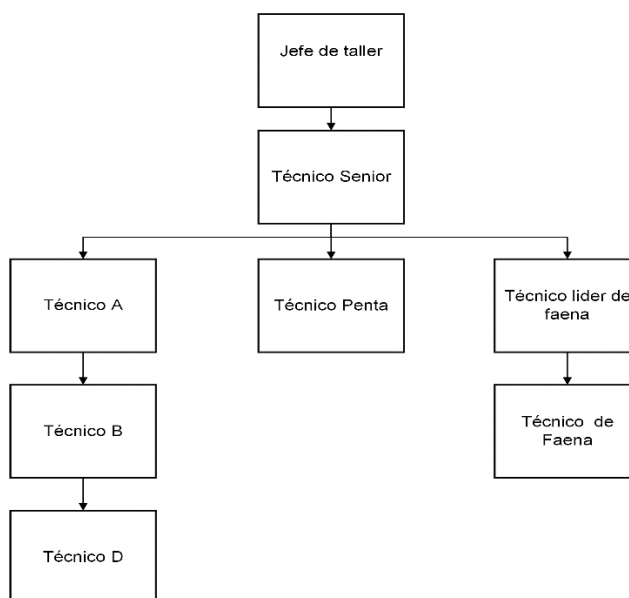 Jefe de taller
Técnico Senior
Técnico A
Técnico Penta
Técnico lider de
faena
Técnico B
Técnico de
Faena
Técnico D